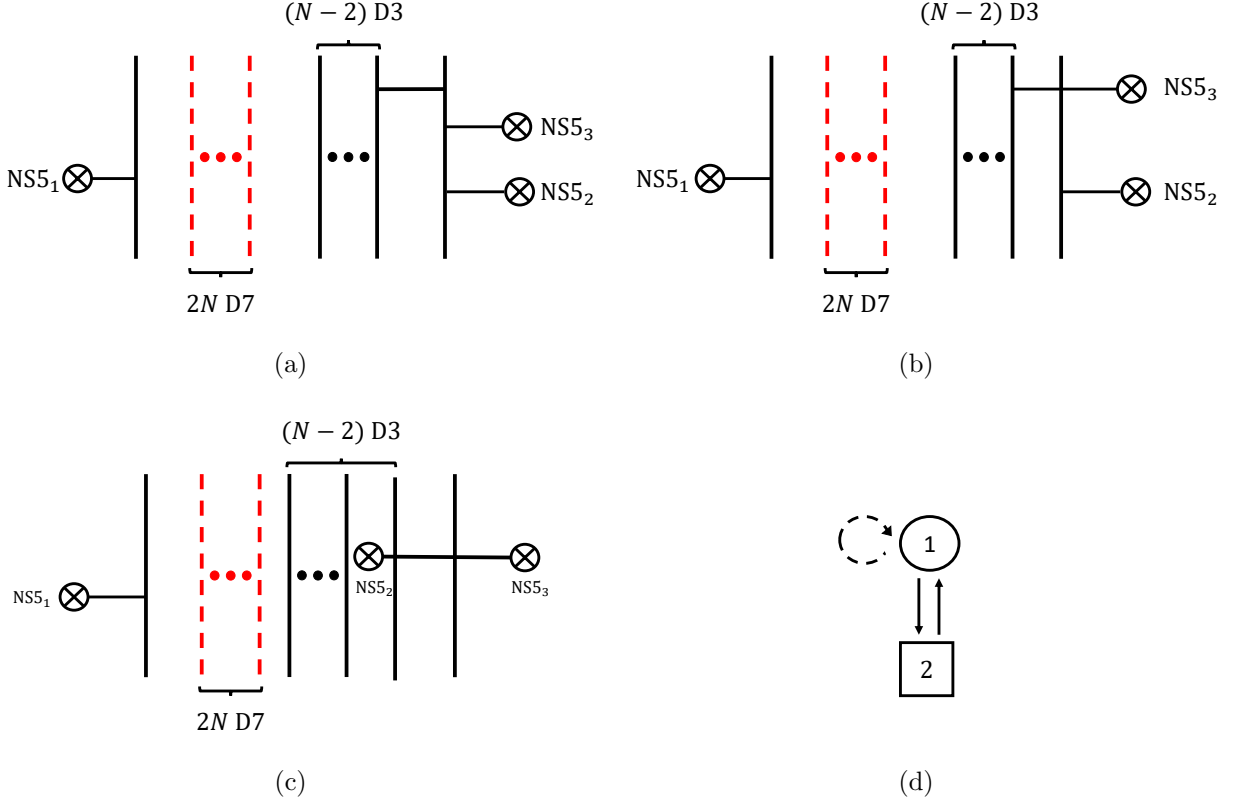 (N − 2) D3
NS5₁
NS5₃
NS5₂
2N D7
(a)
(N − 2) D3
NS5₁
NS5₃
NS5₂
2N D7
(b)
(N − 2) D3
NS5₁
NS5₂
NS5₃
2N D7
(c)
1
2
(d)